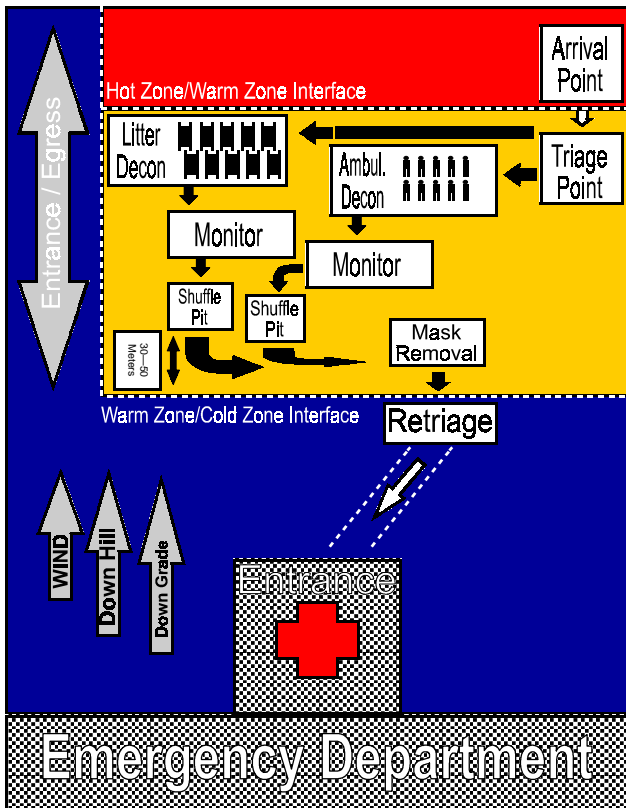 Arrival
Point
Hot Zone/Warm Zone Interface
Entrance / Egress
Litter
Decon
Ambul.
Decon
Triage
Point
Monitor
Monitor
Shuffle
Pit
Shuffle
Pit
Mask
Removal
30—50
Meters
Warm Zone/Cold Zone Interface
Retriage
WIND
Down Hill
Down Grade
Entrance
Emergency Department